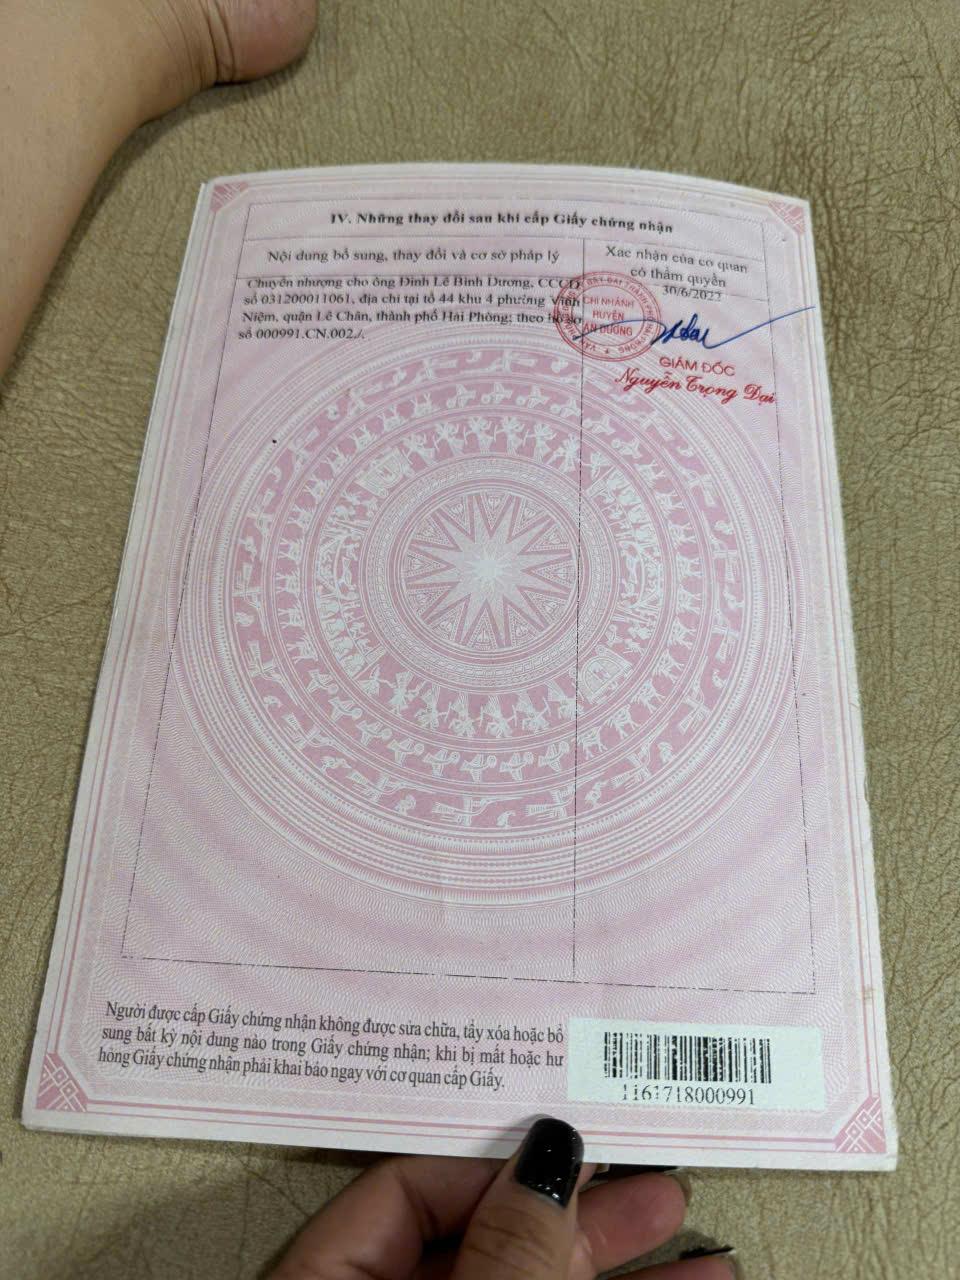 IV. Những thay đổi sau khi cấp Giấy chứng nhận
Nội dung bổ sung, thay đổi và cơ sở pháp lý
Xác nhận của cơ quan
có thẩm quyền
Chuyển nhượng cho ông Đinh Lê Bình Dương, CCCD
số 031200011061, địa chỉ tại tổ 44 khu 4 phường Vĩnh
Niệm, quận Lê Chân, thành phố Hải Phòng; theo hồ sơ
số 000991.CN.002./.
30/6/2022
CHI NHÁNH
HUYỆN
AN DƯƠNG
GIÁM ĐỐC
Nguyễn Trọng Đại
Người được cấp Giấy chứng nhận không được sửa chữa, tẩy xóa hoặc bổ
sung bất kỳ nội dung nào trong Giấy chứng nhận; khi bị mất hoặc hư
hỏng Giấy chứng nhận phải khai báo ngay với cơ quan cấp Giấy.
1161718000991